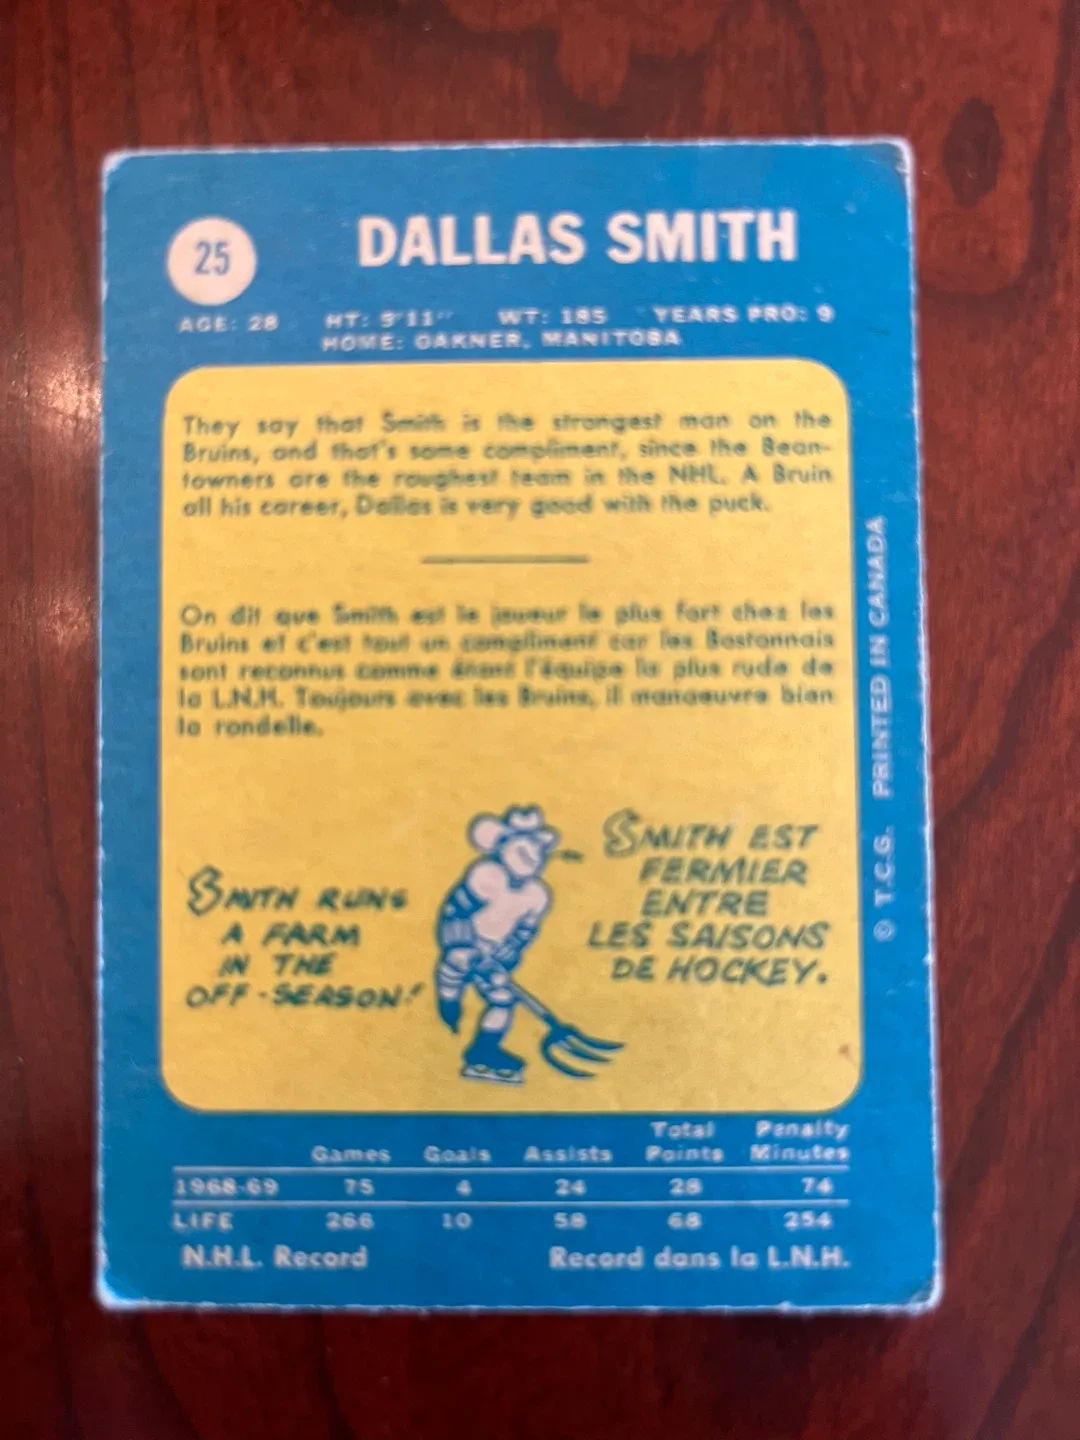 25
DALLAS SMITH
AGE: 28 HT: 5'11" WT: 185 YEARS PRO: 9
HOME: OAKNER, MANITOBA
They say that Smith is the strongest man on the
Bruins, and that's some compliment, since the Bean-
towners are the roughest team in the NHL. A Bruin
all his career, Dallas is very good with the puck.
On dit que Smith est le joueur le plus fort chez les
Bruins et c'est tout un compliment car les Bostonnais
sont reconnus comme étant l'équipe la plus rude de
la L.N.H. Toujours avec les Bruins, il manoeuvre bien
la rondelle.
SMITH RUNS
A FARM
IN THE
OFF-SEASON!
SMITH EST
FERMIER
ENTRE
LES SAISONS
DE HOCKEY.
© T.C.G. PRINTED IN CANADA
Games Goals Assists Total Points Penalty Minutes
1968-69 75 4 24 28 74
LIFE 266 10 58 68 254
N.H.L. Record Record dans la L.N.H.